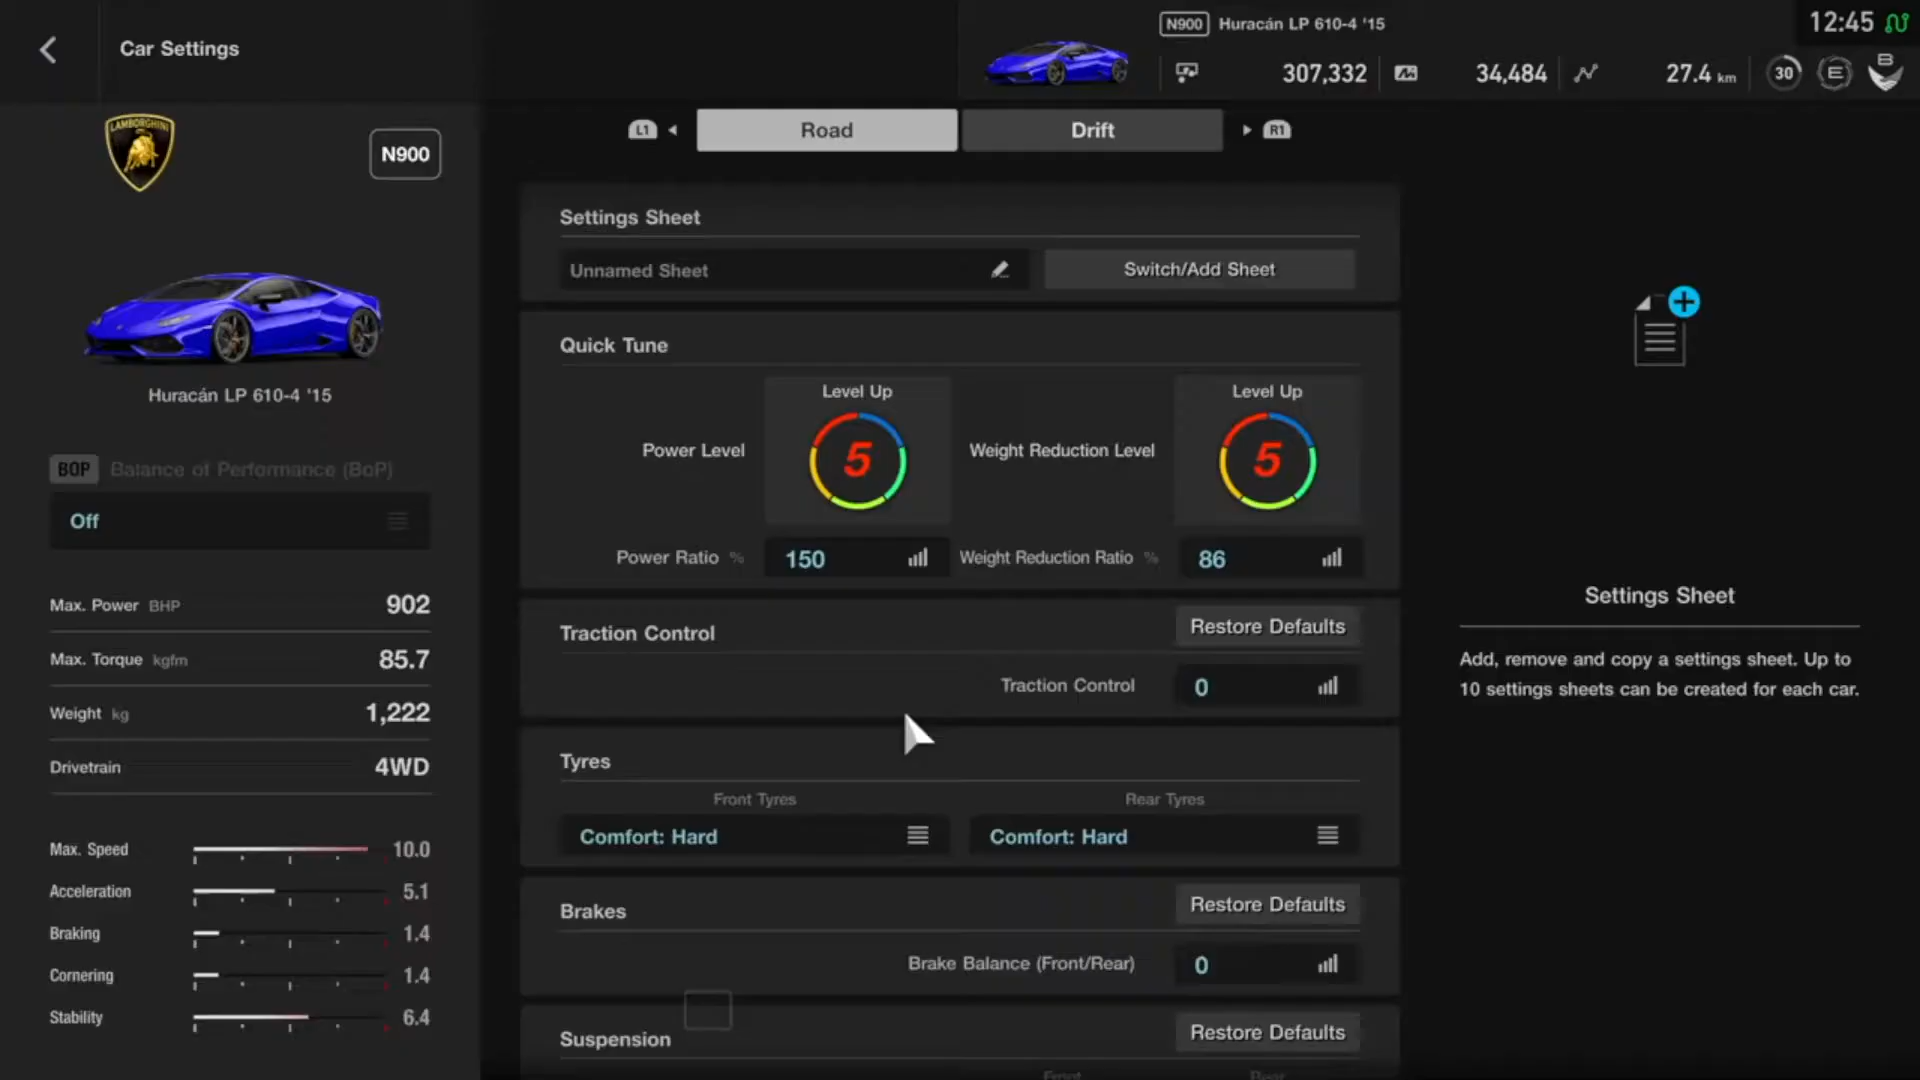 Car Settings
N900 Huracán LP 610-4 '15
307,332 34,484 27.4 km 30 E B
12:45
LAMBORGHINI
N900
Huracán LP 610-4 '15
BOP Balance of Performance (BoP)
Off
Max. Power BHP 902
Max. Torque kgfm 85.7
Weight kg 1,222
Drivetrain 4WD
Max. Speed 10.0
Acceleration 5.1
Braking 1.4
Cornering 1.4
Stability 6.4
L1 Road Drift R1
Settings Sheet
Unnamed Sheet Switch/Add Sheet
Quick Tune
Level Up Level Up
Power Level 5 Weight Reduction Level 5
Power Ratio % 150 Weight Reduction Ratio % 86
Traction Control Restore Defaults
Traction Control 0
Tyres
Front Tyres Rear Tyres
Comfort: Hard Comfort: Hard
Brakes Restore Defaults
Brake Balance (Front/Rear) 0
Suspension Restore Defaults
Front Rear
Settings Sheet
Add, remove and copy a settings sheet. Up to
10 settings sheets can be created for each car.